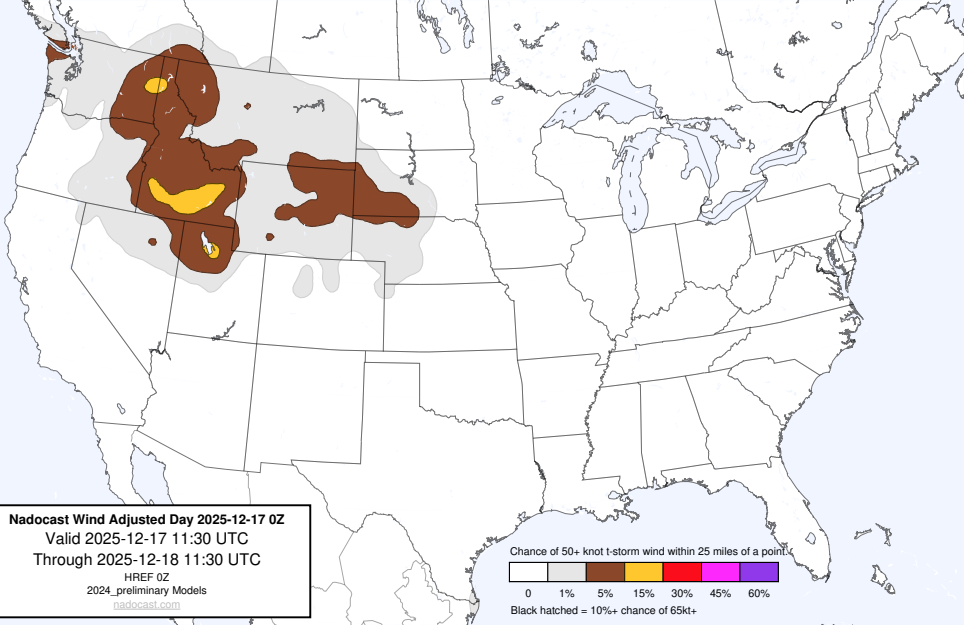 Nadocast Wind Adjusted Day 2025-12-17 0Z
Valid 2025-12-17 11:30 UTC
Through 2025-12-18 11:30 UTC
HREF 0Z
2024_preliminary Models
nadocast.com
Chance of 50+ knot t-storm wind within 25 miles of a point.
0 1% 5% 15% 30% 45% 60%
Black hatched = 10%+ chance of 65kt+